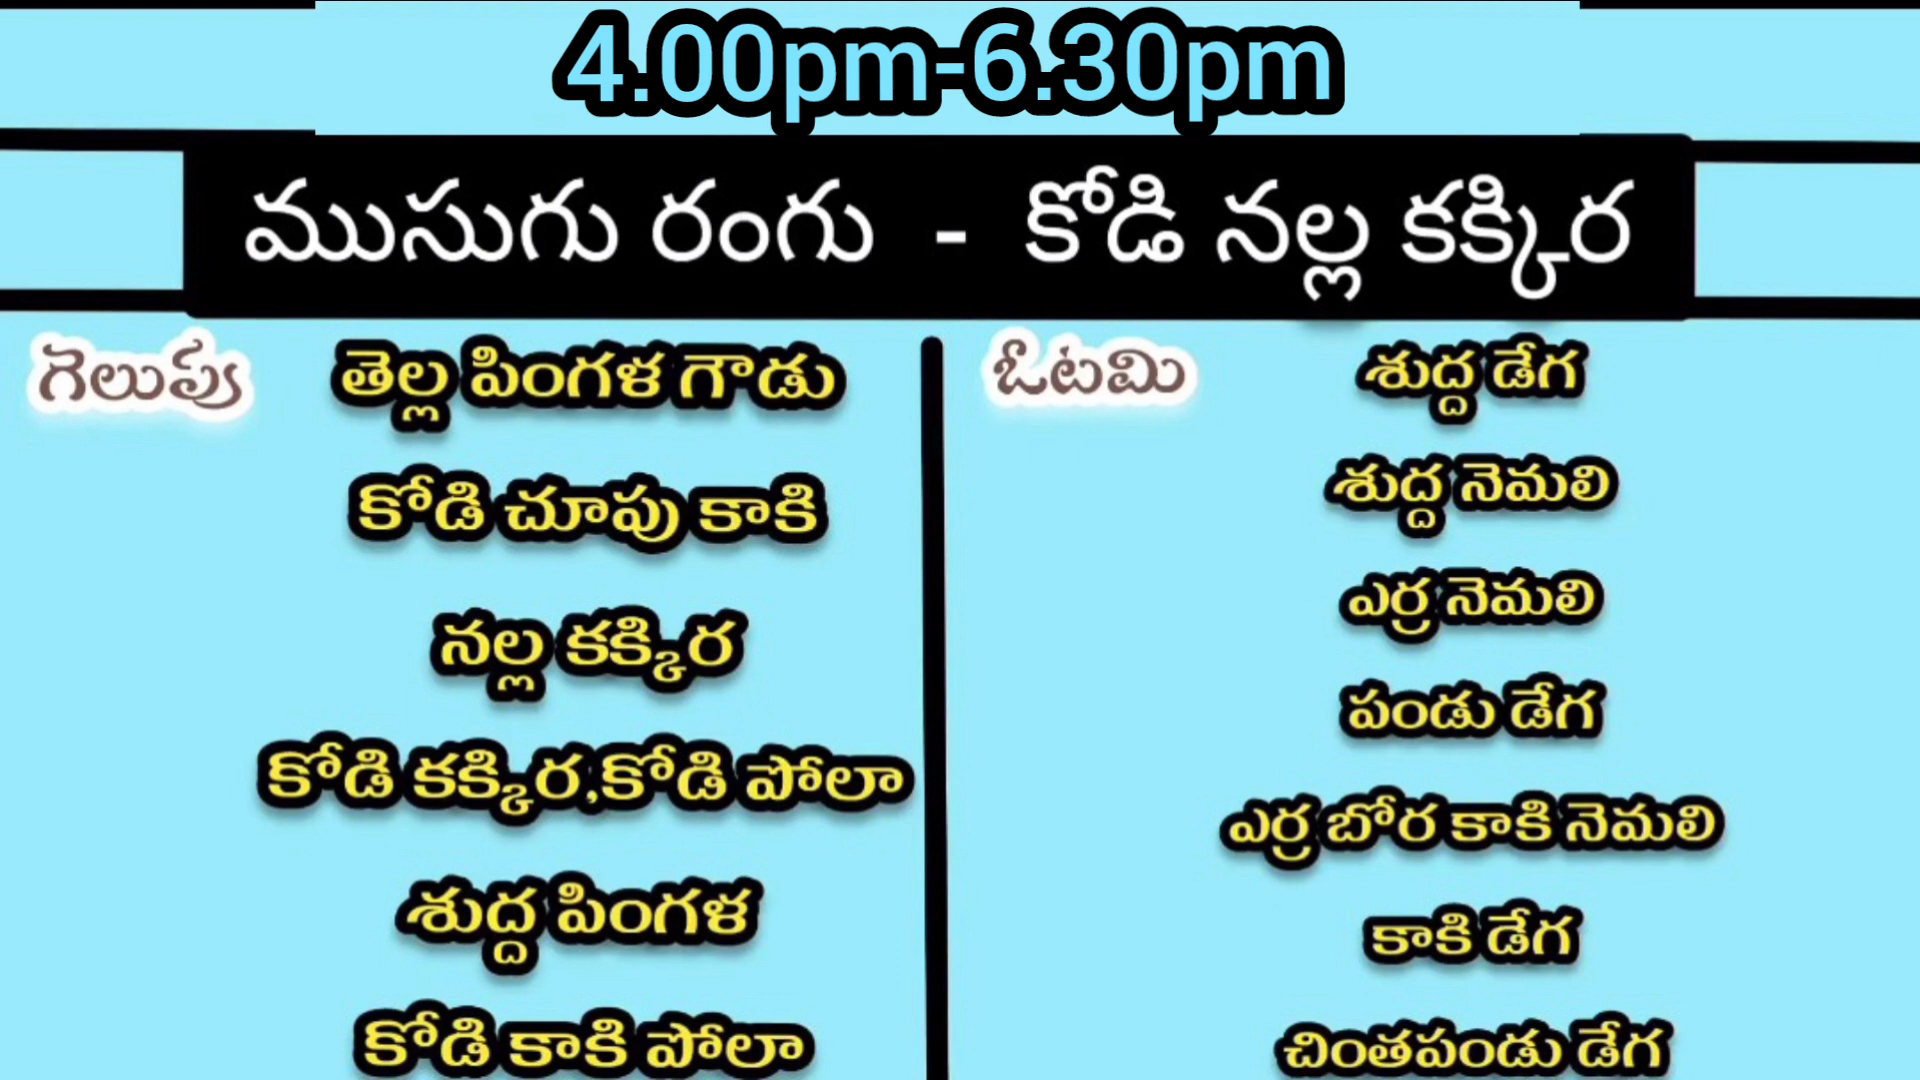 4.00pm-6.30pm
ముసుగు రంగు - కోడి నల్ల కక్కిర
గెలుపు
తెల్ల పింగళ గౌడు
కోడి చూపు కాకి
నల్ల కక్కిర
కోడి కక్కిర,కోడి పోలా
శుద్ద పింగళ
కోడి కాకి పోలా
ఓటమి
శుద్ద డేగ
శుద్ద నెమలి
ఎర్ర నెమలి
పండు డేగ
ఎర్ర బోర కాకి నెమలి
కాకి డేగ
చింతపండు డేగ